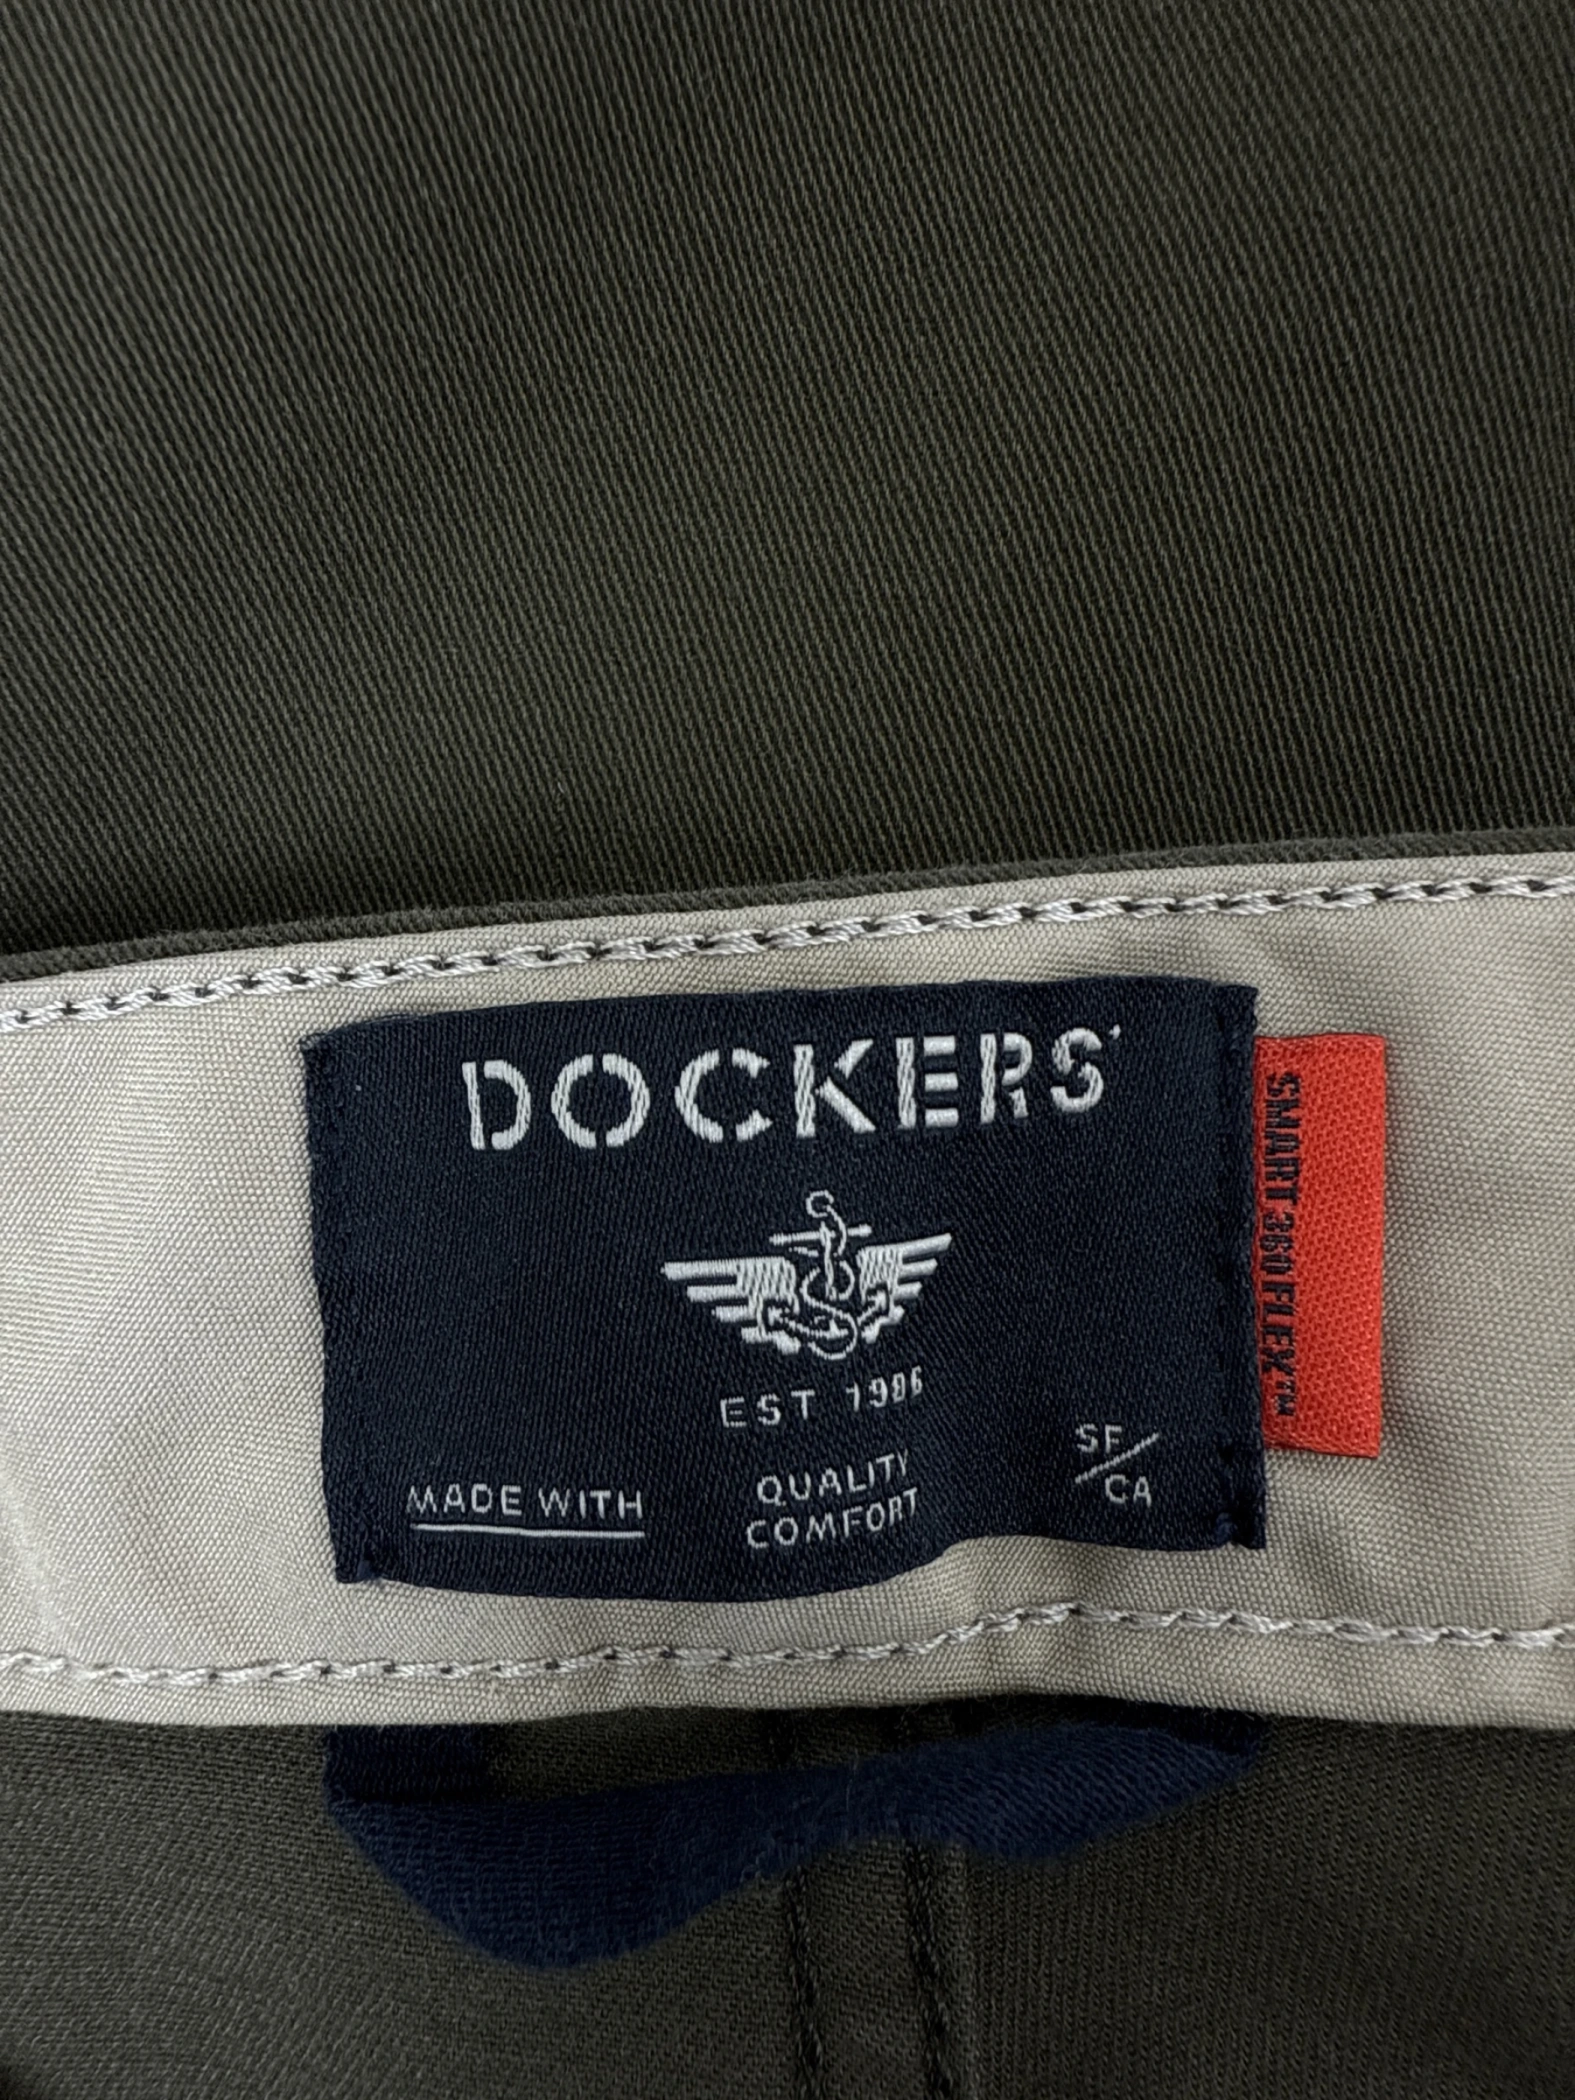 DOCKERS®
EST 1986
MADE WITH
QUALITY
COMFORT
SF/CA
SMART 360 FLEX™